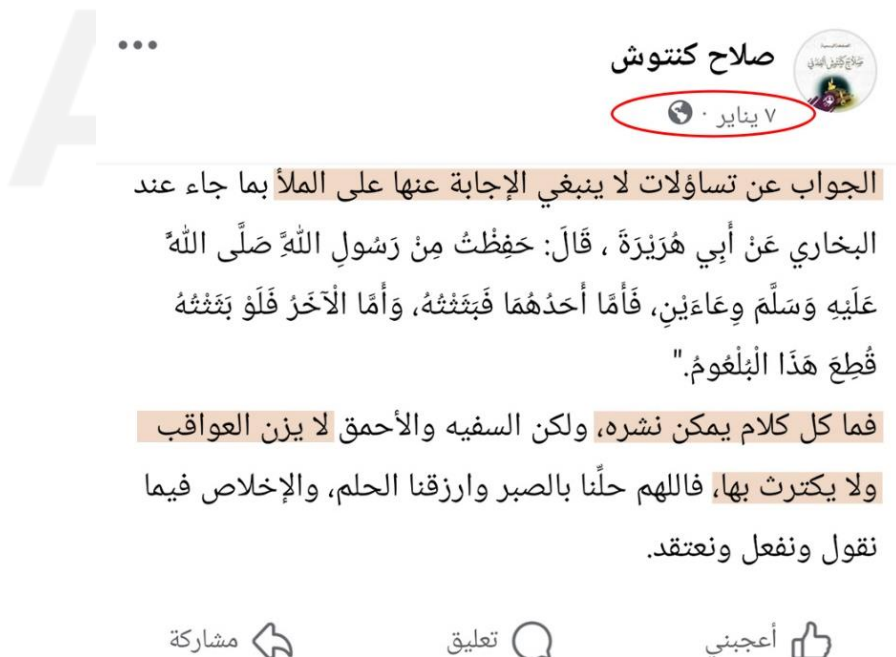 صلاح كنتوش
٧ يناير ·
الجواب عن تساؤلات لا ينبغي الإجابة عنها على الملأ بما جاء عند
البخاري عَنْ أَبِي هُرَيْرَةَ ، قَالَ: حَفِظْتُ مِنْ رَسُولِ اللَّهِ صَلَّى اللَّهُ
عَلَيْهِ وَسَلَّمَ وِعَاءَيْنِ، فَأَمَّا أَحَدُهُمَا فَبَثَثْتُهُ، وَأَمَّا الْآخَرُ فَلَوْ بَثَثْتُهُ
قُطِعَ هَذَا الْبُلْعُومُ."
فما كل كلام يمكن نشره، ولكن السفيه والأحمق لا يزن العواقب
ولا يكترث بها، فاللهم حلِّنا بالصبر وارزقنا الحلم، والإخلاص فيما
نقول ونفعل ونعتقد.
أعجبني تعليق مشاركة